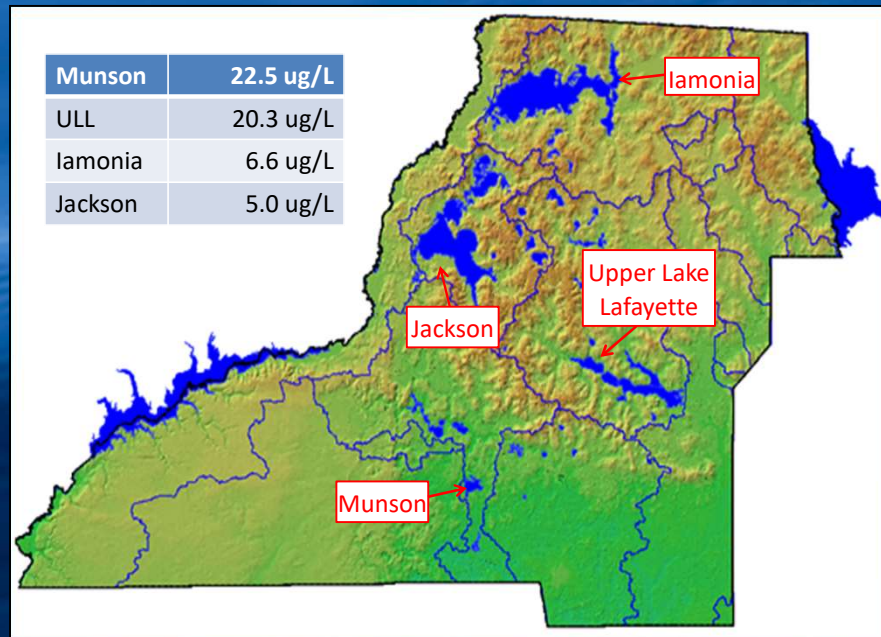 Munson 22.5 ug/L
ULL 20.3 ug/L
Iamonia 6.6 ug/L
Jackson 5.0 ug/L
Iamonia
Upper Lake
Lafayette
Jackson
Munson